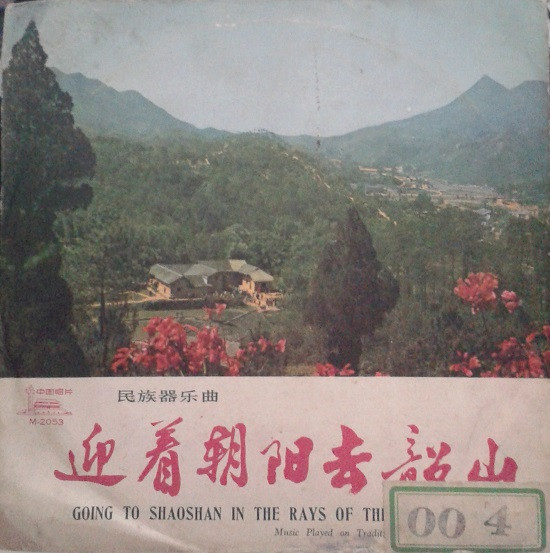 中国唱片
M-2053
民族器乐曲
迎着朝阳去韶山
GOING TO SHAOSHAN IN THE RAYS OF THE
Music Played on
004